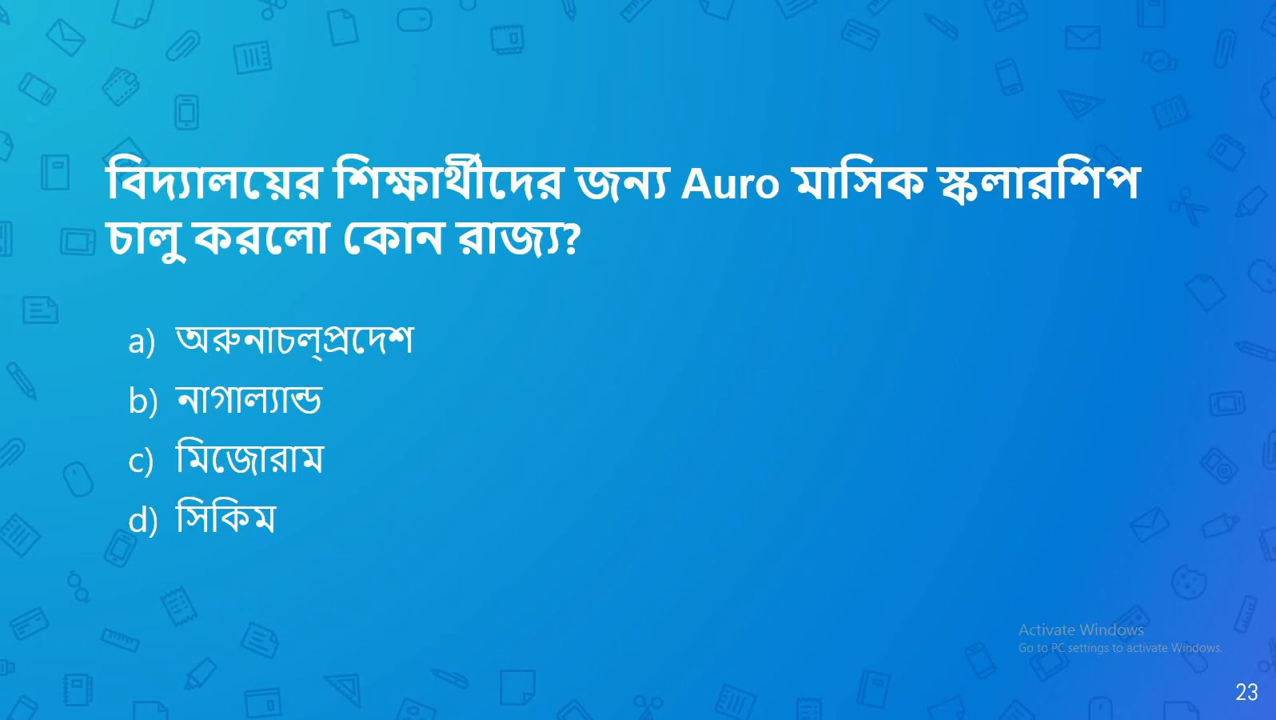 বিদ্যালয়ের শিক্ষার্থীদের জন্য Auro মাসিক স্কলারশিপ
চালু করলো কোন রাজ্য?
a) অরুনাচল্প্রদেশ
b) নাগাল্যান্ড
c) মিজোরাম
d) সিকিম
Activate Windows
Go to PC settings to activate Windows.
23